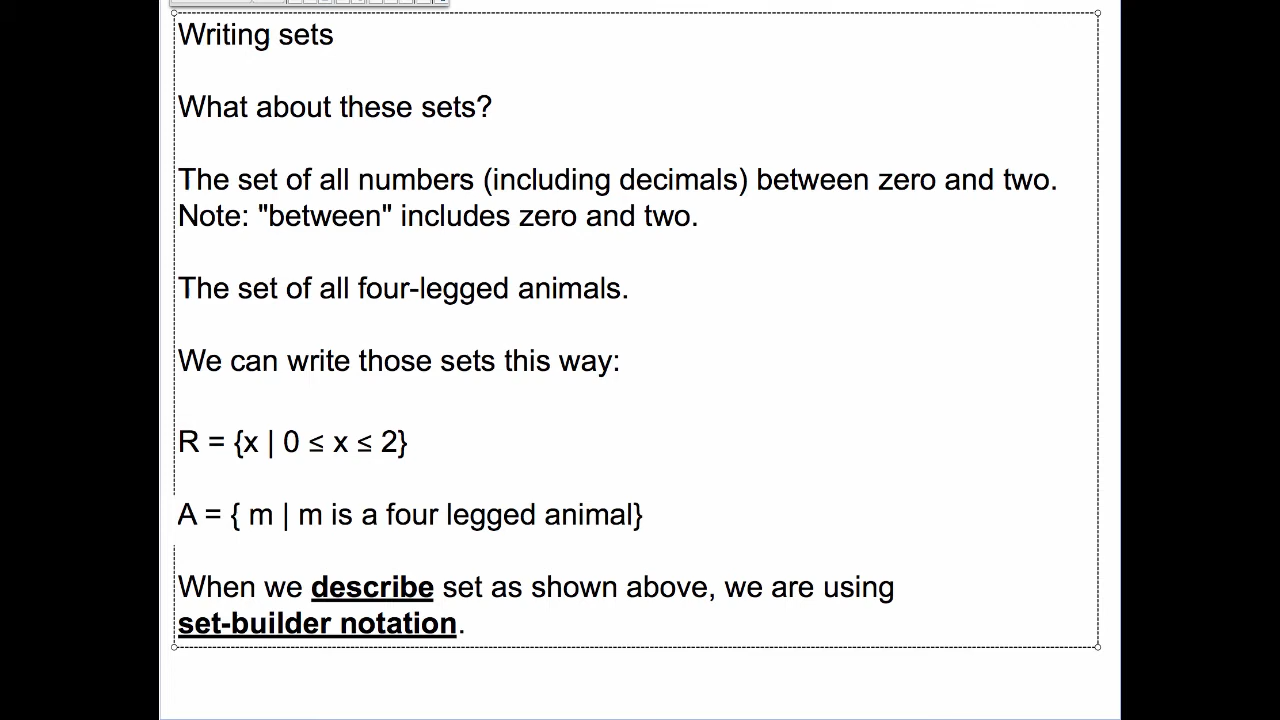 Writing sets
What about these sets?
The set of all numbers (including decimals) between zero and two.
Note: "between" includes zero and two.
The set of all four-legged animals.
We can write those sets this way:
R = {x | 0 ≤ x ≤ 2}
A = { m | m is a four legged animal}
When we describe set as shown above, we are using
set-builder notation.